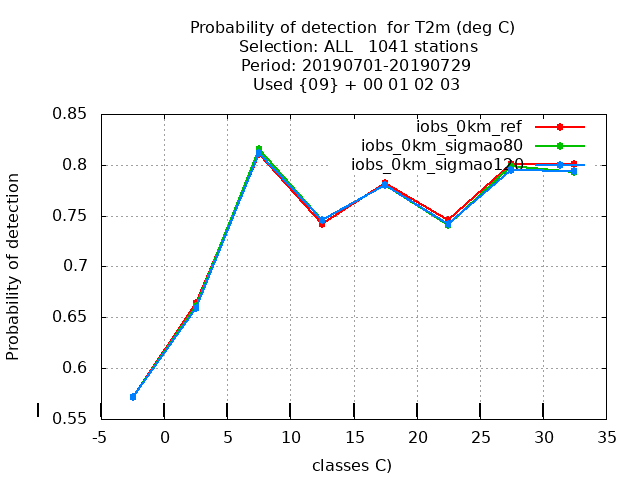 Probability of detection  for T2m (deg C)
Selection: ALL   1041 stations
Period: 20190701-20190729
Used {09} + 00 01 02 03
iobs_0km_ref
iobs_0km_sigmao80
iobs_0km_sigmao120
Probability of detection
0.85
0.8
0.75
0.7
0.65
0.6
0.55
-5 0 5 10 15 20 25 30 35
classes C)